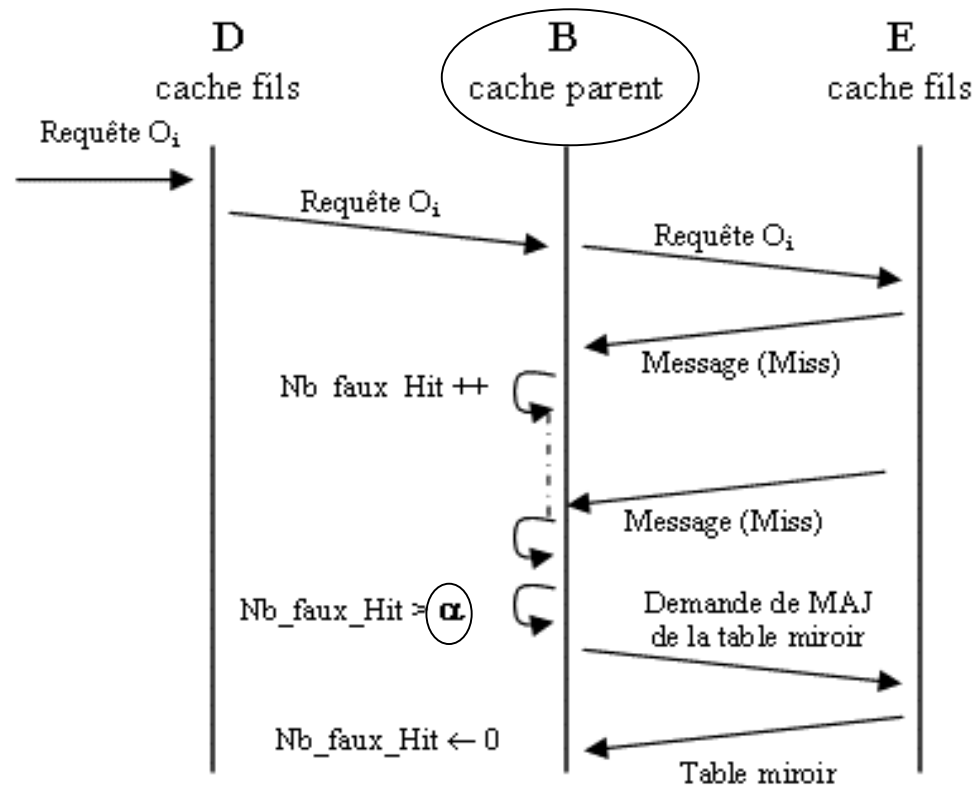 D
B
E
cache fils
cache parent
cache fils
Requête Oi
Requête Oi
Requête Oi
Message (Miss)
Nb faux Hit ++
Message (Miss)
Nb_faux_Hit > α
Demande de MAJ
de la table miroir
Nb_faux_Hit ← 0
Table miroir